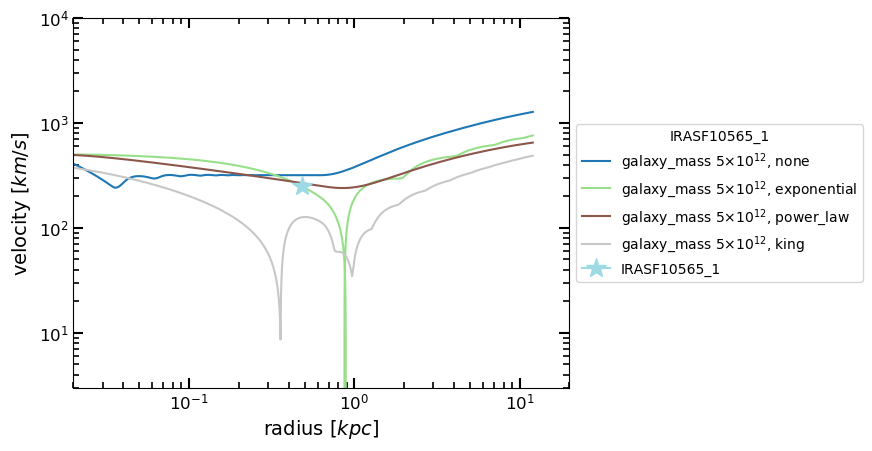 10⁴
10³
10²
10¹
velocity [km/s]
10⁻¹
10⁰
10¹
radius [kpc]
IRASF10565_1
galaxy_mass 5×10¹², none
galaxy_mass 5×10¹², exponential
galaxy_mass 5×10¹², power_law
galaxy_mass 5×10¹², king
IRASF10565_1